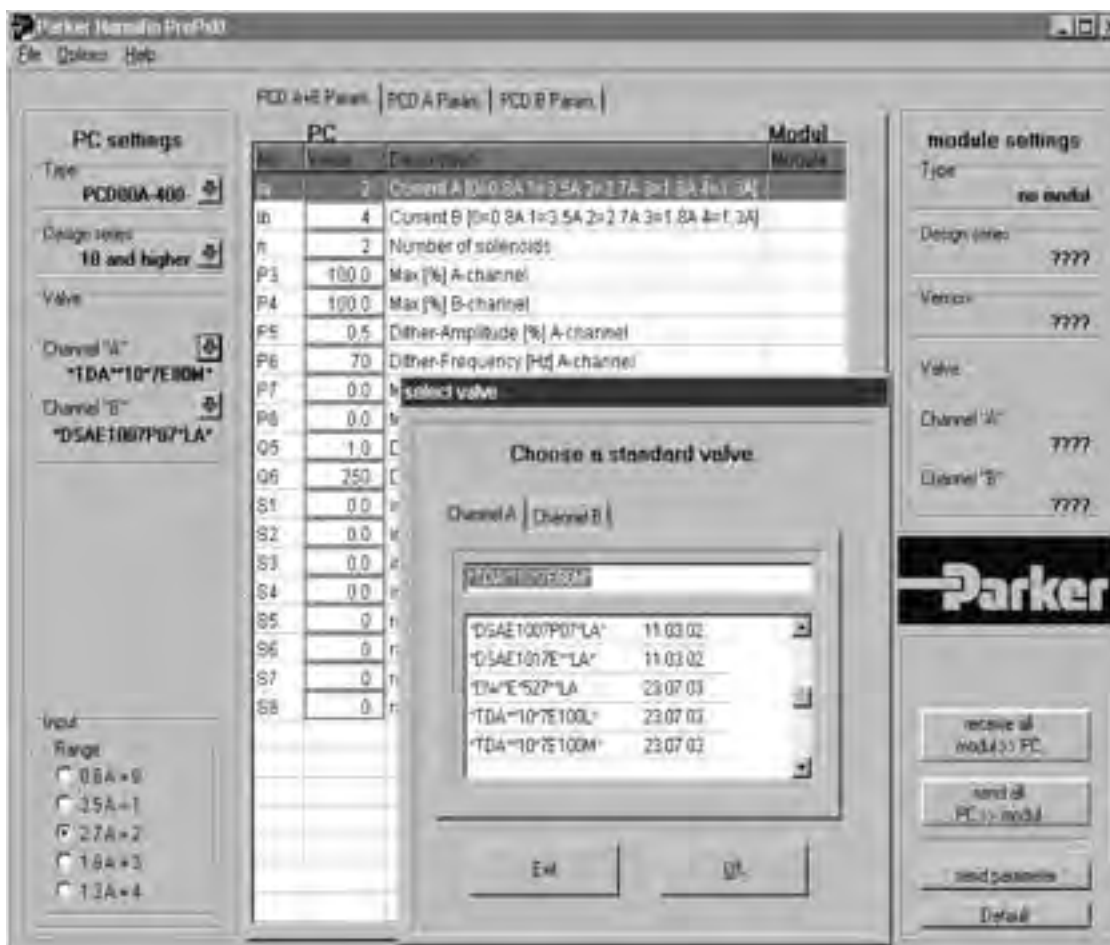 Parker Hannifin ProPxD
File Options Help
PCD A+B Param. PCD A Param. PCD B Param.
PC settings
Type
PCD00A-400-
Design series
10 and higher
Valve
Channel "A"
*TDA**10*7E80M*
Channel "B"
*DSAE1007P07*LA*
Input
Range
0.8A = 0
3.5A = 1
2.7A = 2
1.8A = 3
1.3A = 4
PC Modul
No. Value Description Module
Ia 2 Current A [0=0.8A 1=3.5A 2=2.7A 3=1.8A 4=1.3A]
Ib 4 Current B [0=0.8A 1=3.5A 2=2.7A 3=1.8A 4=1.3A]
n 2 Number of solenoids
P3 100.0 Max [%] A-channel
P4 100.0 Max [%] B-channel
P5 0.5 Dither-Amplitude [%] A-channel
P6 70 Dither-Frequency [Hz] A-channel
P7 0.0 M
P8 0.0 M
Q5 1.0 D
Q6 250 D
S1 0.0
S2 0.0
S3 0.0
S4 0.0
S5 0 r
S6 0 r
S7 0 r
S8 0 r
select valve
Choose a standard valve.
Channel A Channel B
*TDA**10*7E80M*
*DSAE1007P07*LA* 11.03.02
*DSAE1017E**LA* 11.03.02
23.07.03
*TDA**10*7E100L* 23.07.03
*TDA**10*7E100M* 23.07.03
Exit OK
module settings
Type
no modul
Design series
????
Version
????
Valve
Channel "A"
????
Channel "B"
????
Parker
receive all
modul >> PC
send all
PC >> modul
send parameter
Default